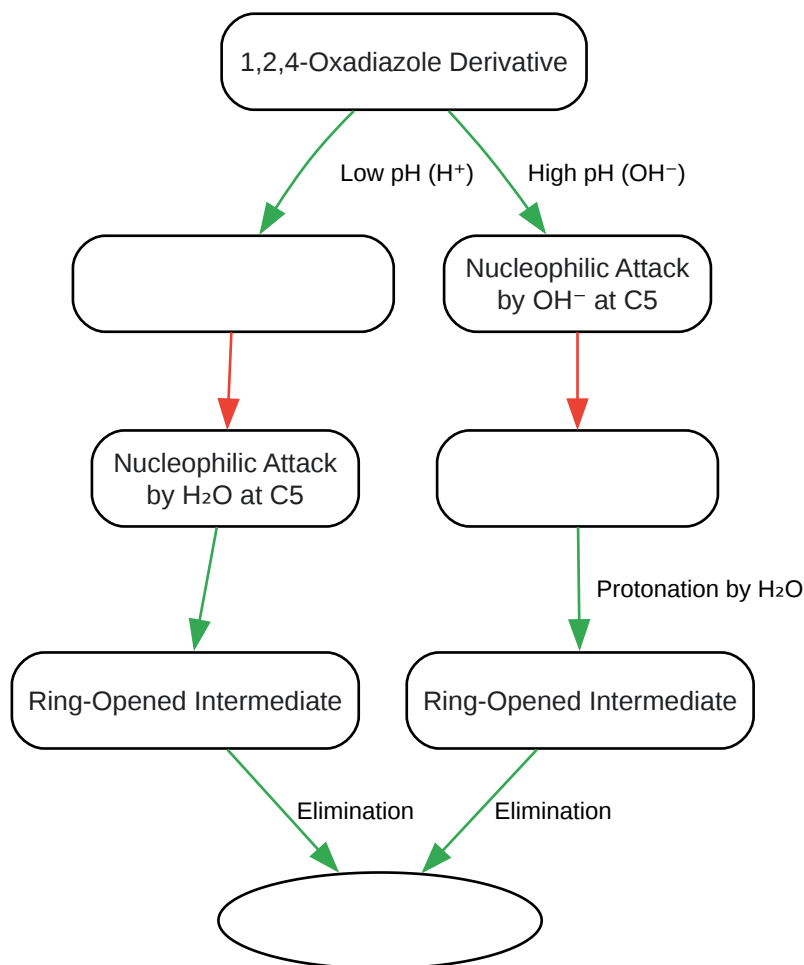 1,2,4-Oxadiazole Derivative
Low pH (H⁺)
High pH (OH⁻)
Nucleophilic Attack
by OH⁻ at C5
Nucleophilic Attack
by H₂O at C5
Protonation by H₂O
Ring-Opened Intermediate
Ring-Opened Intermediate
Elimination
Elimination